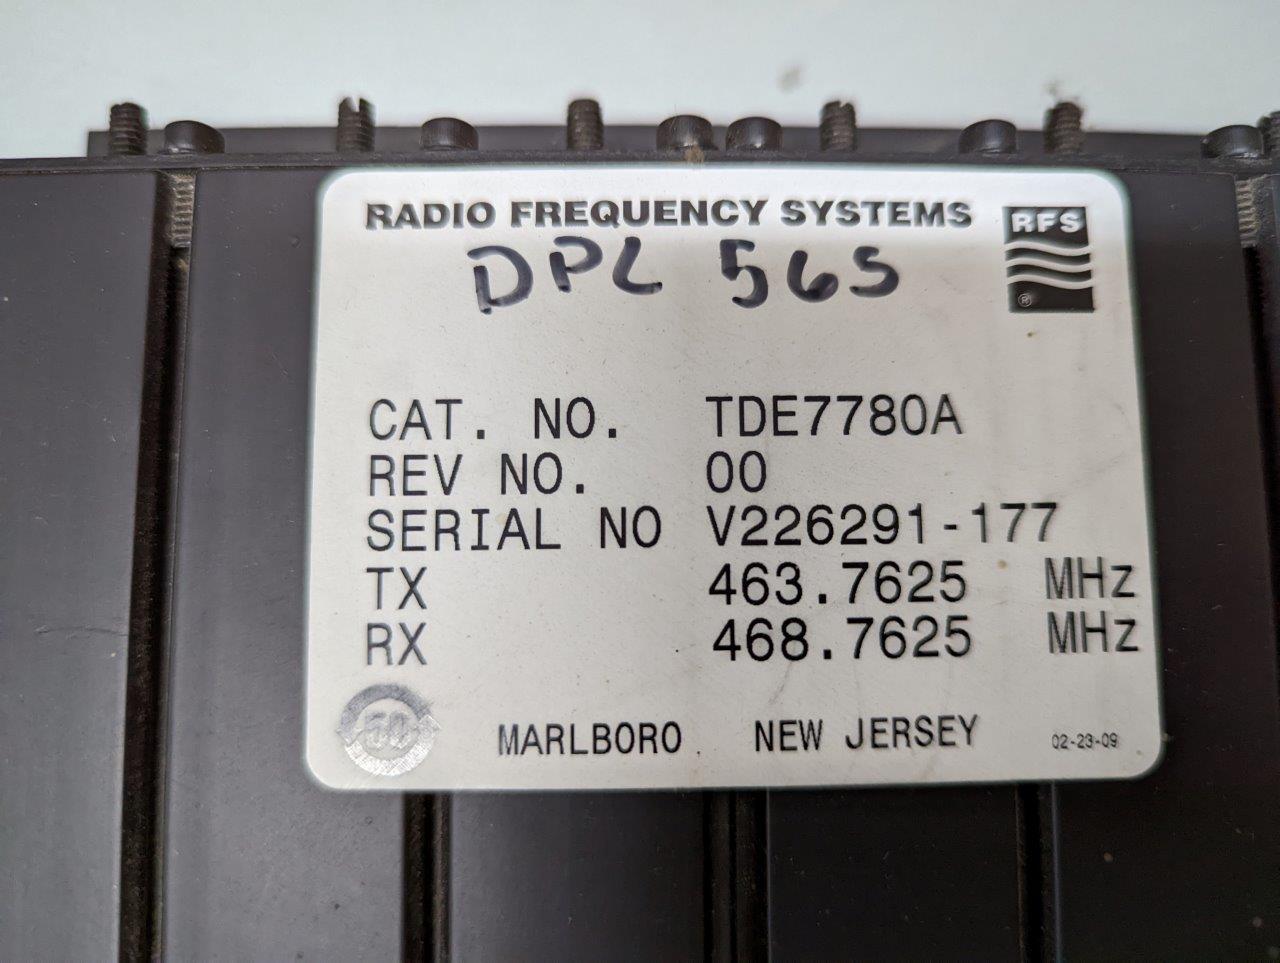 RADIO FREQUENCY SYSTEMS
RFS
®
DPL 565
CAT. NO. TDE7780A
REV NO. 00
SERIAL NO V226291-177
TX 463.7625 MHz
RX 468.7625 MHz
50
MARLBORO NEW JERSEY 02-23-09